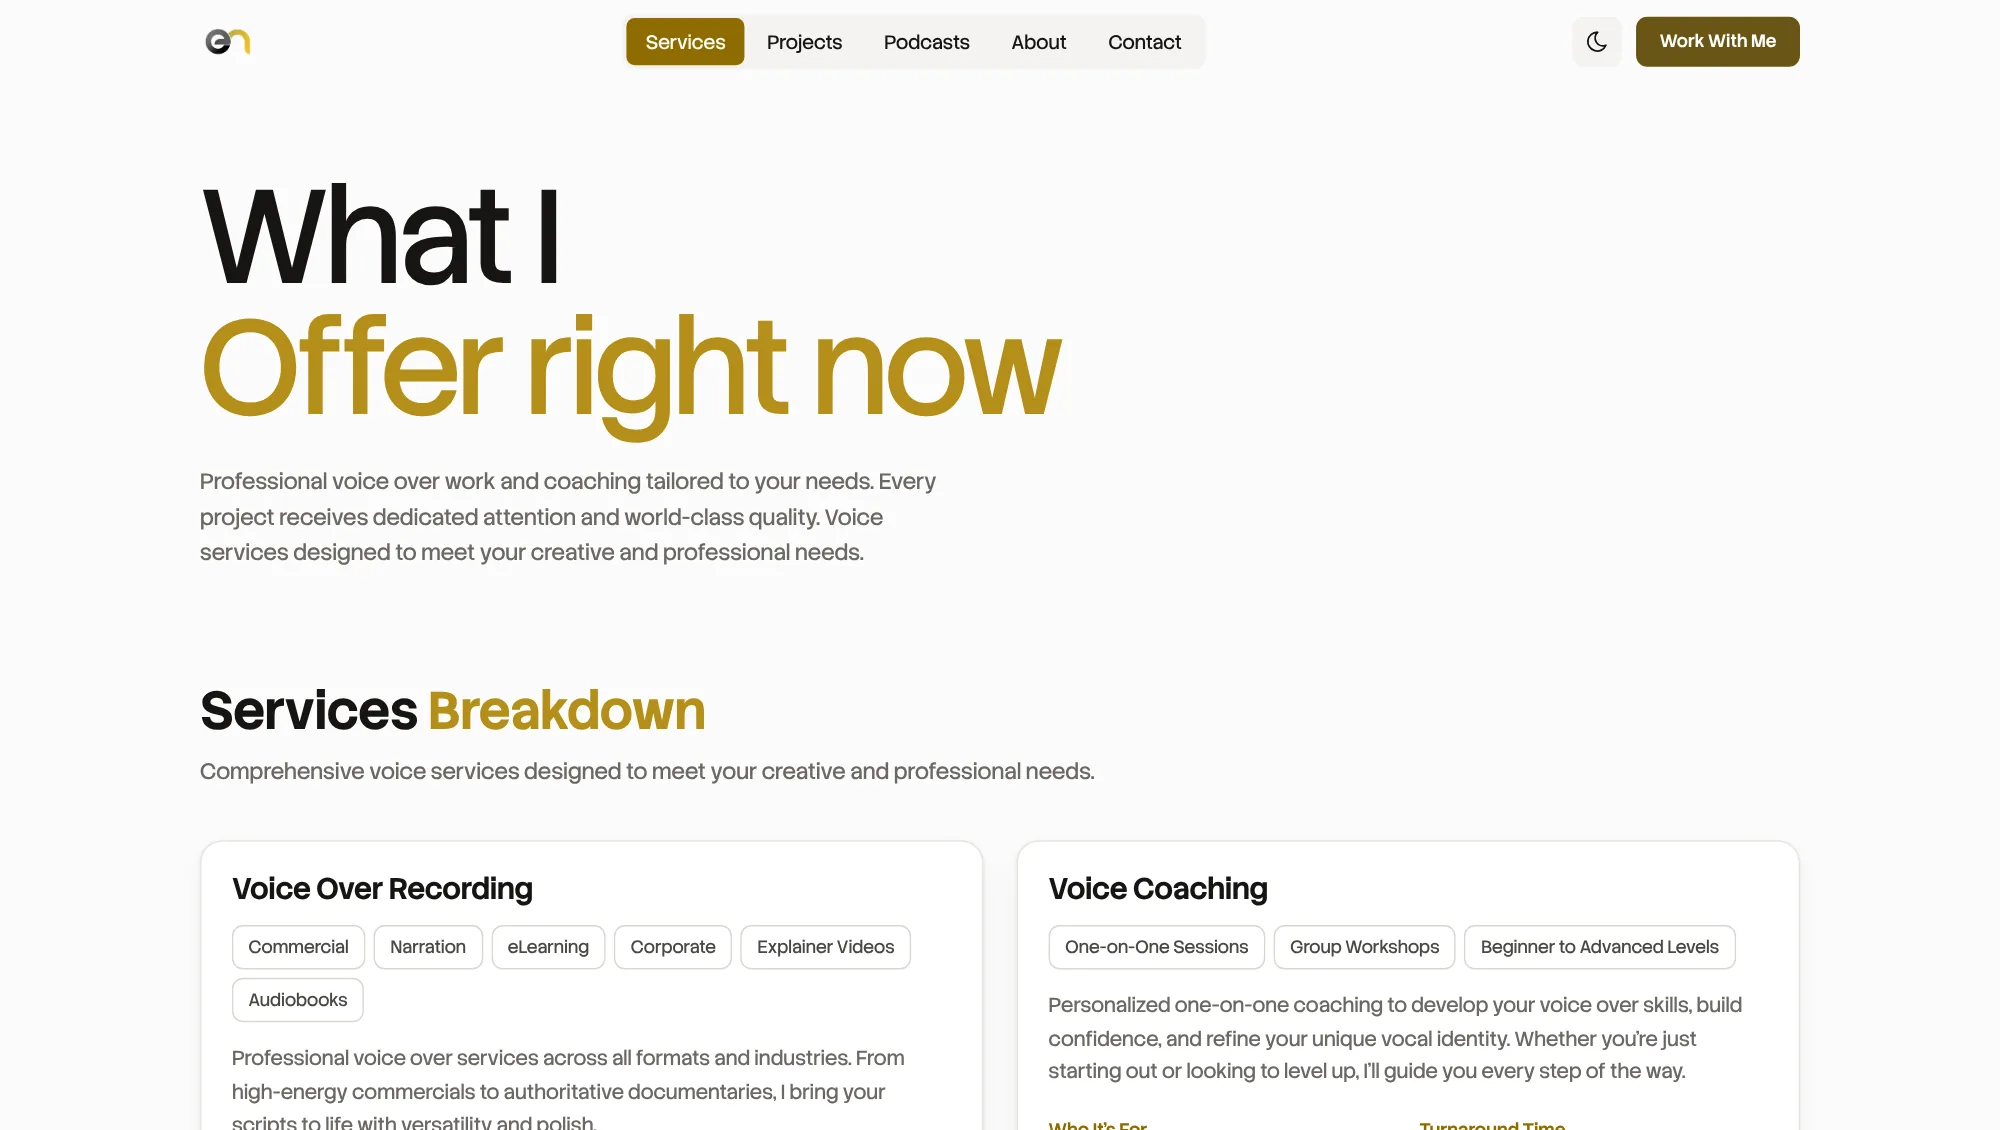 en
Services
Projects
Podcasts
About
Contact
Work With Me
What I
Offer right now
Professional voice over work and coaching tailored to your needs. Every
project receives dedicated attention and world-class quality. Voice
services designed to meet your creative and professional needs.
Services Breakdown
Comprehensive voice services designed to meet your creative and professional needs.
Voice Over Recording
Commercial
Narration
eLearning
Corporate
Explainer Videos
Audiobooks
Professional voice over services across all formats and industries. From
high-energy commercials to authoritative documentaries, I bring your
scripts to life with versatility and polish.
Voice Coaching
One-on-One Sessions
Group Workshops
Beginner to Advanced Levels
Personalized one-on-one coaching to develop your voice over skills, build
confidence, and refine your unique vocal identity. Whether you're just
starting out or looking to level up, I'll guide you every step of the way.
Who It's For
Turnaround Time